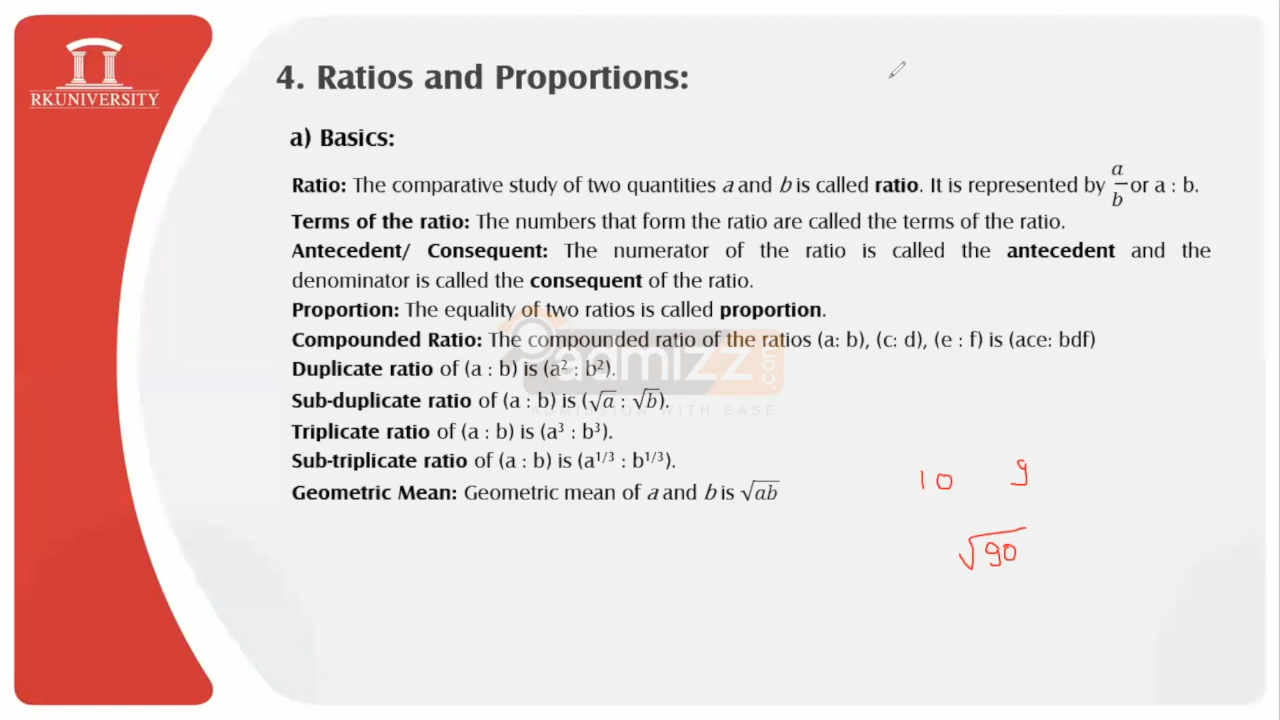 RKUNIVERSITY
4. Ratios and Proportions:
a) Basics:
Ratio: The comparative study of two quantities a and b is called ratio. It is represented by a/b or a : b.
Terms of the ratio: The numbers that form the ratio are called the terms of the ratio.
Antecedent/ Consequent: The numerator of the ratio is called the antecedent and the
denominator is called the consequent of the ratio.
Proportion: The equality of two ratios is called proportion.
Compounded Ratio: The compounded ratio of the ratios (a: b), (c: d), (e : f) is (ace: bdf)
Duplicate ratio of (a : b) is (a² : b²).
Sub-duplicate ratio of (a : b) is (√a : √b).
Triplicate ratio of (a : b) is (a³ : b³).
Sub-triplicate ratio of (a : b) is (a^1/3 : b^1/3).
Geometric Mean: Geometric mean of a and b is √ab
10 9
√90
aamizz.com
ADMISSION WITH EASE